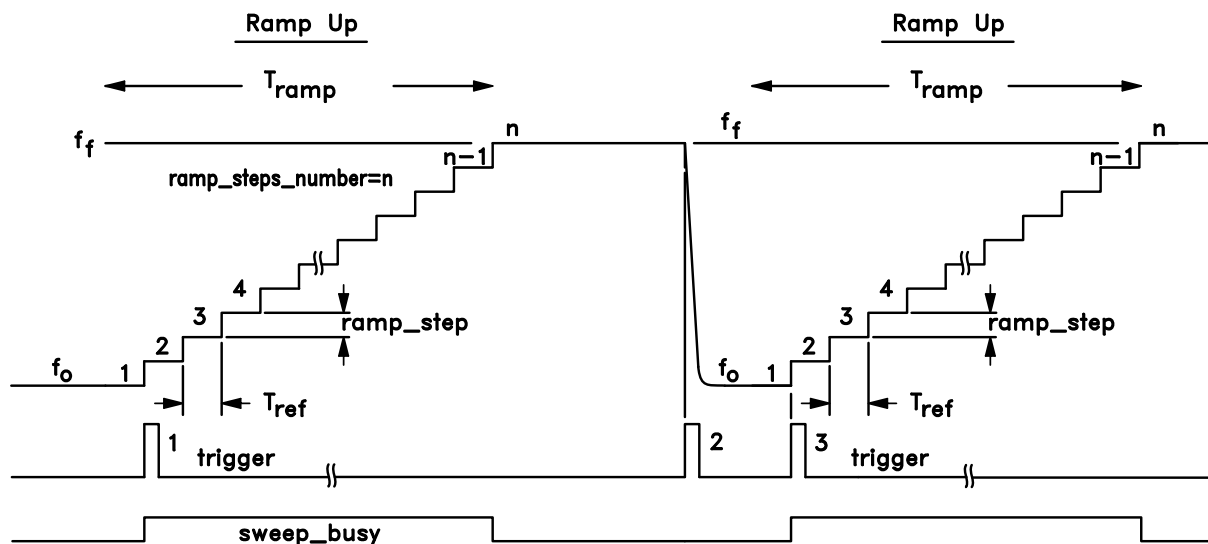 Ramp Up Ramp Up
T_ramp T_ramp
f_f n f_f n
n-1 n-1
ramp_steps_number=n
4 4
3 ramp_step 3 ramp_step
2 2
f_o 1 f_o 1
T_ref T_ref
1 trigger 2 3 trigger
sweep_busy